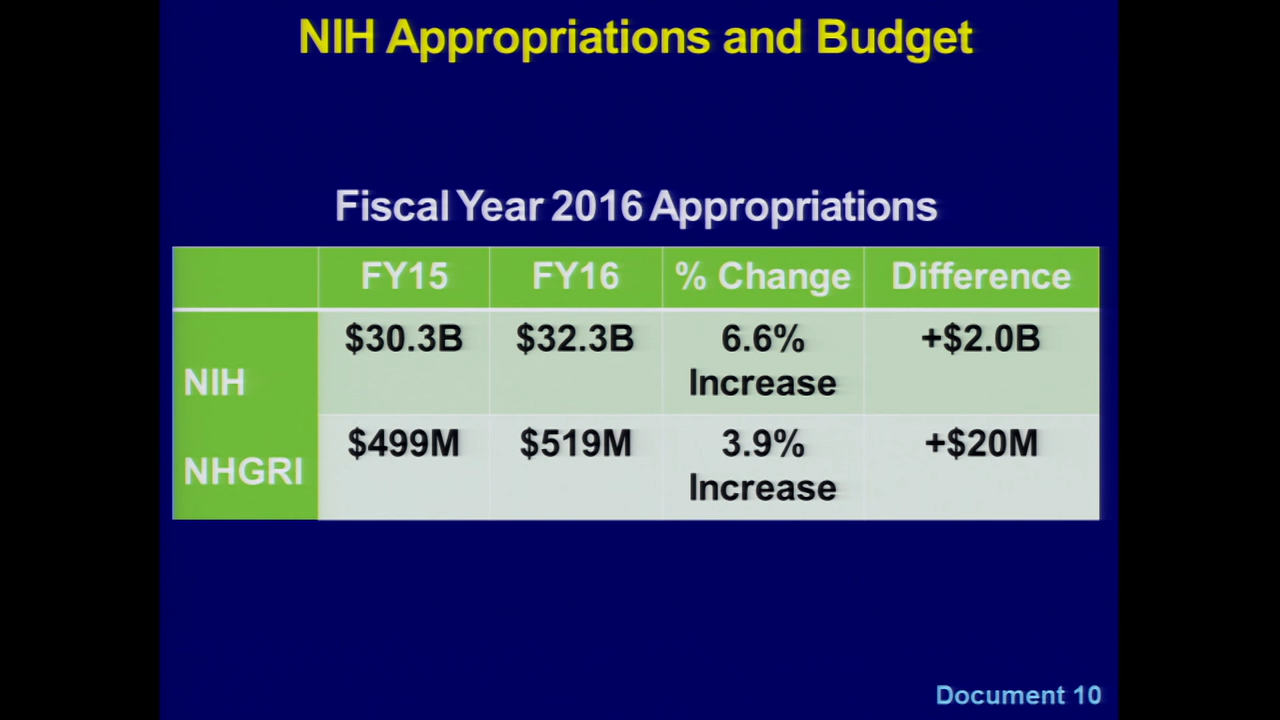 NIH Appropriations and Budget
Fiscal Year 2016 Appropriations
FY15 FY16 % Change Difference
NIH $30.3B $32.3B 6.6% Increase +$2.0B
NHGRI $499M $519M 3.9% Increase +$20M
Document 10